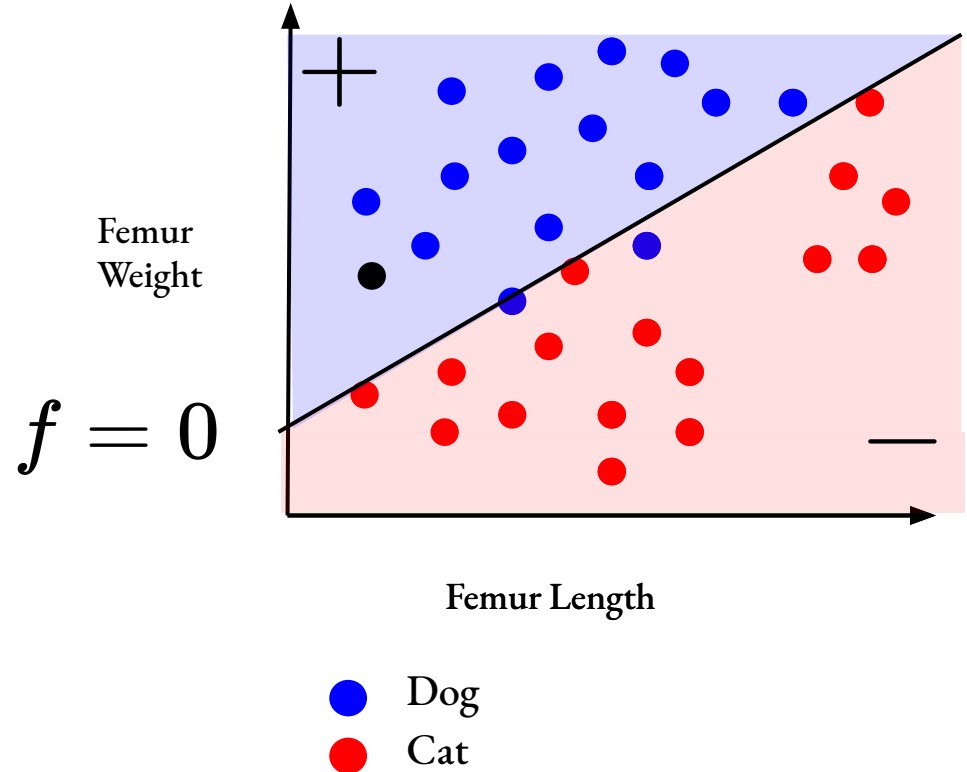 +
Femur
Weight
f = 0
—
Femur Length
Dog
Cat